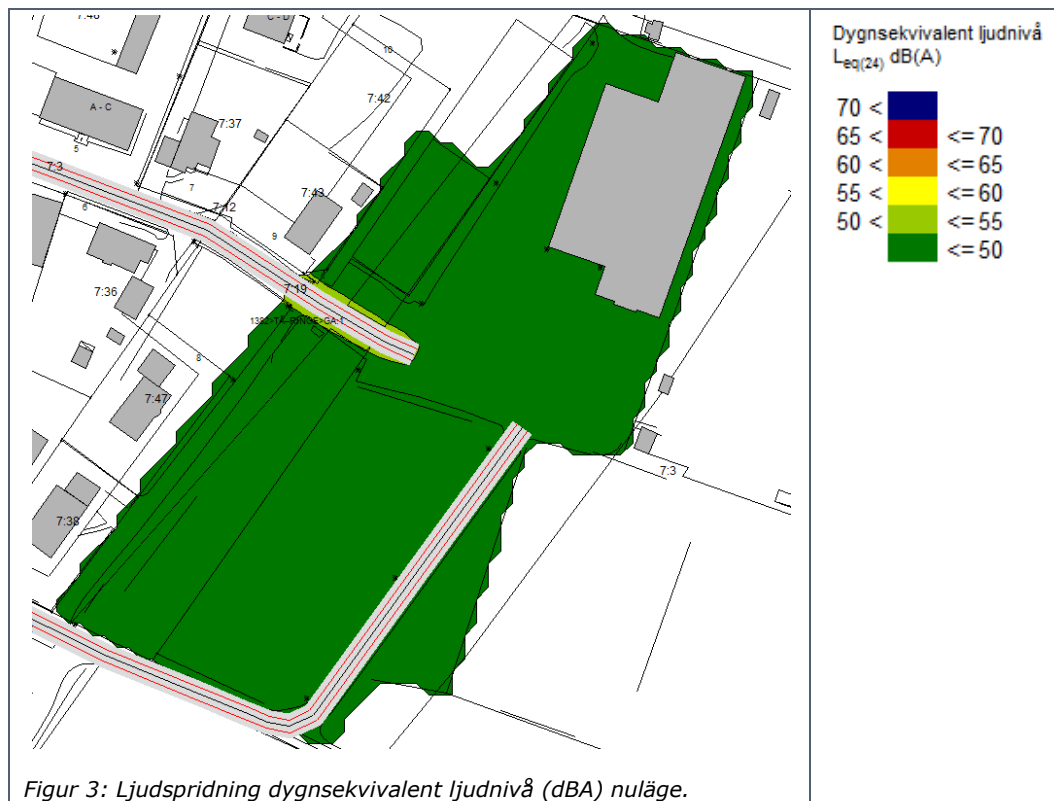 7:48
C - D
10
7:42
A - C
7:37
5
7:3
7
7:43
7:12
6
9
7:19
7:36
8
7:47
7:3
7:38
Figur 3: Ljudspridning dygnsekvivalent ljudnivå (dBA) nuläge.
Dygnsekvivalent ljudnivå
Leq(24) dB(A)
70 <
65 < <= 70
60 < <= 65
55 < <= 60
50 < <= 55
<= 50